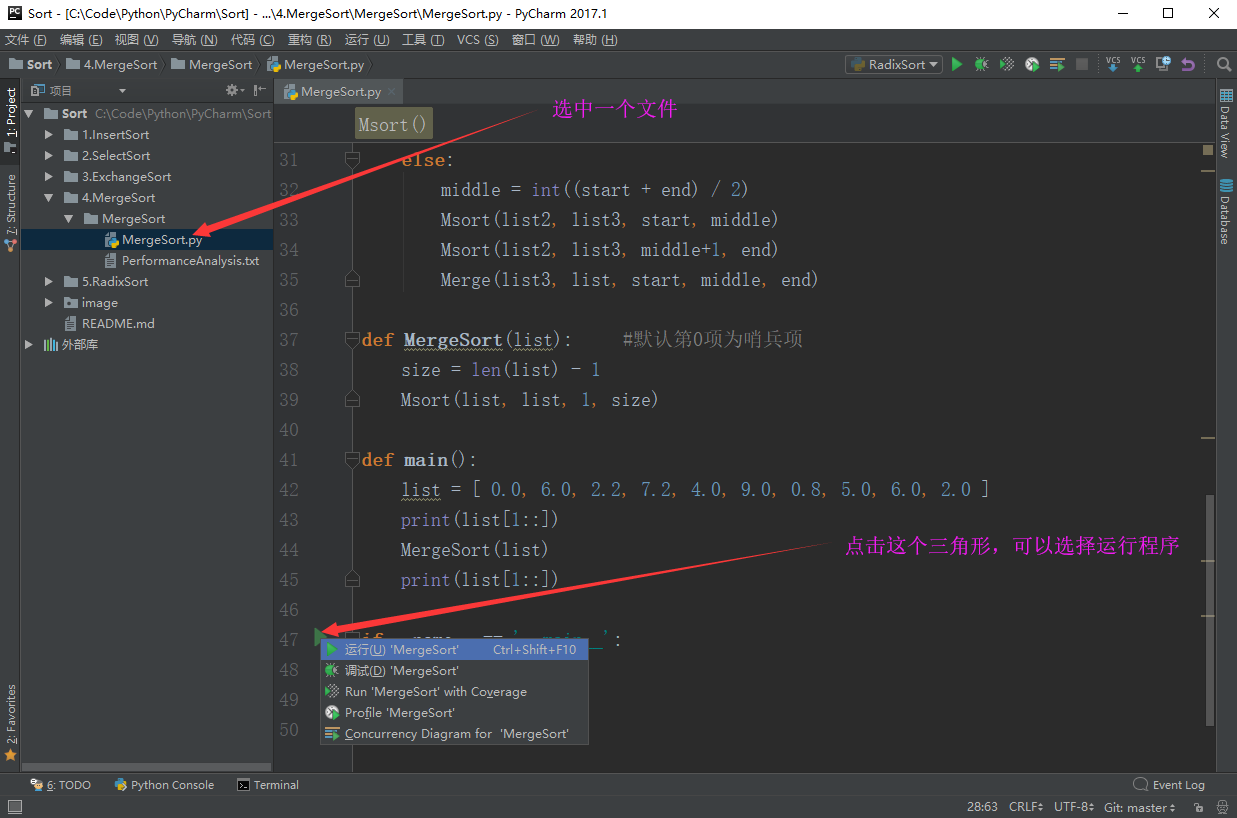 Sort - [C:\Code\Python\PyCharm\Sort] - ...\4.MergeSort\MergeSort\MergeSort.py - PyCharm 2017.1
文件 (F) 编辑 (E) 视图 (V) 导航 (N) 代码 (C) 重构 (R) 运行 (U) 工具 (T) VCS (S) 窗口 (W) 帮助 (H)
Sort 4.MergeSort MergeSort MergeSort.py RadixSort VCS VCS
1: Project
7: Structure
2: Favorites
项目
Sort C:\Code\Python\PyCharm\Sort
1.InsertSort
2.SelectSort
3.ExchangeSort
4.MergeSort
MergeSort
MergeSort.py
PerformanceAnalysis.txt
5.RadixSort
image
README.md
外部库
MergeSort.py
选中一个文件
Msort()
31 else:
32 middle = int((start + end) / 2)
33 Msort(list2, list3, start, middle)
34 Msort(list2, list3, middle+1, end)
35 Merge(list3, list, start, middle, end)
36
37 def MergeSort(list): #默认第0项为哨兵项
38 size = len(list) - 1
39 Msort(list, list, 1, size)
40
41 def main():
42 list = [ 0.0, 6.0, 2.2, 7.2, 4.0, 9.0, 0.8, 5.0, 6.0, 2.0 ]
43 print(list[1::])
44 MergeSort(list)
点击这个三角形，可以选择运行程序
45 print(list[1::])
46
47
48
49
50
运行(U) 'MergeSort' Ctrl+Shift+F10
调试(D) 'MergeSort'
Run 'MergeSort' with Coverage
Profile 'MergeSort'
Concurrency Diagram for 'MergeSort'
Data View
Database
6: TODO Python Console Terminal Event Log
28:63 CRLF UTF-8 Git: master